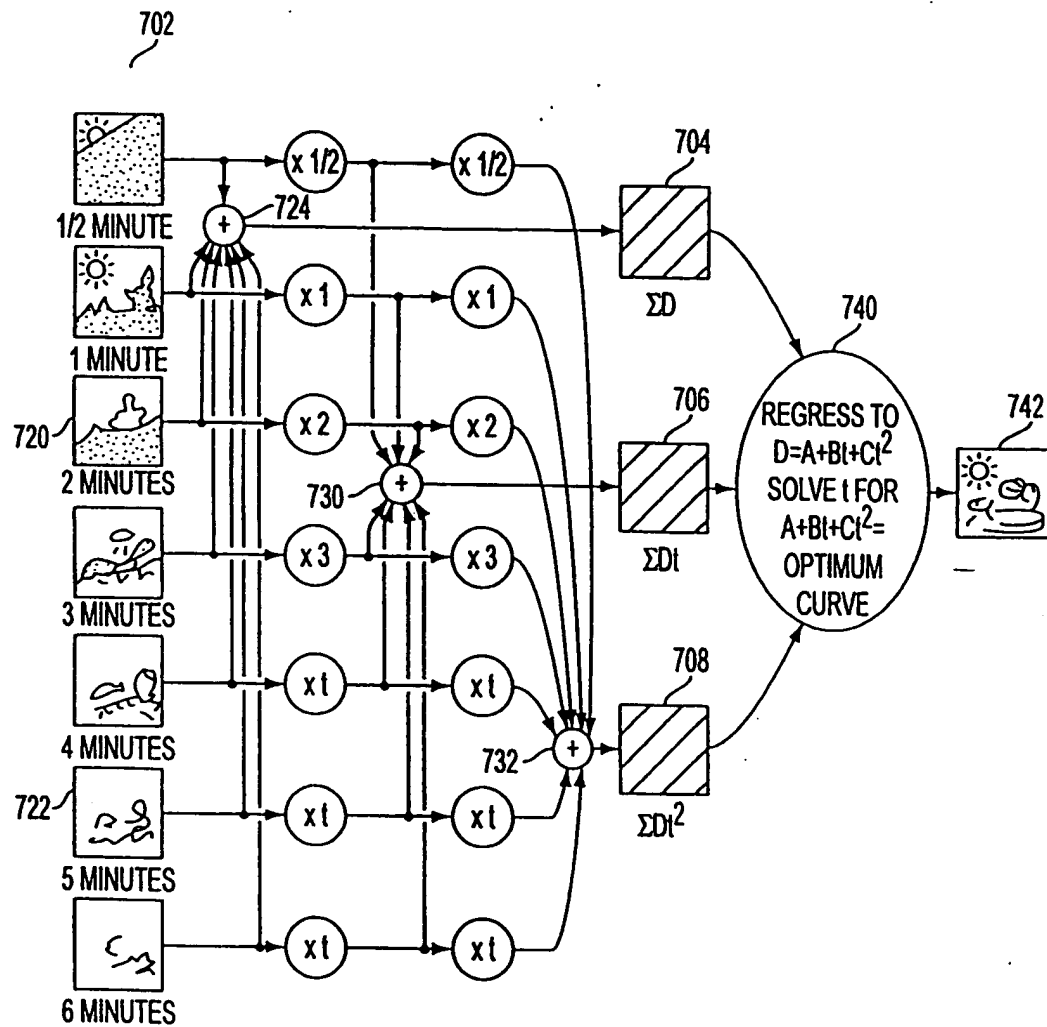 702
1/2 MINUTE
x 1/2
x 1/2
724
+
704
ΣD
1 MINUTE
x 1
x 1
740
REGRESS TO
D=A+Bt+Ct²
SOLVE t FOR
A+Bt+Ct²=
OPTIMUM
CURVE
742
720
2 MINUTES
x 2
x 2
730
+
706
ΣDt
3 MINUTES
x 3
x 3
4 MINUTES
x t
x t
732
+
708
ΣDt²
722
5 MINUTES
x t
x t
6 MINUTES
x t
x t